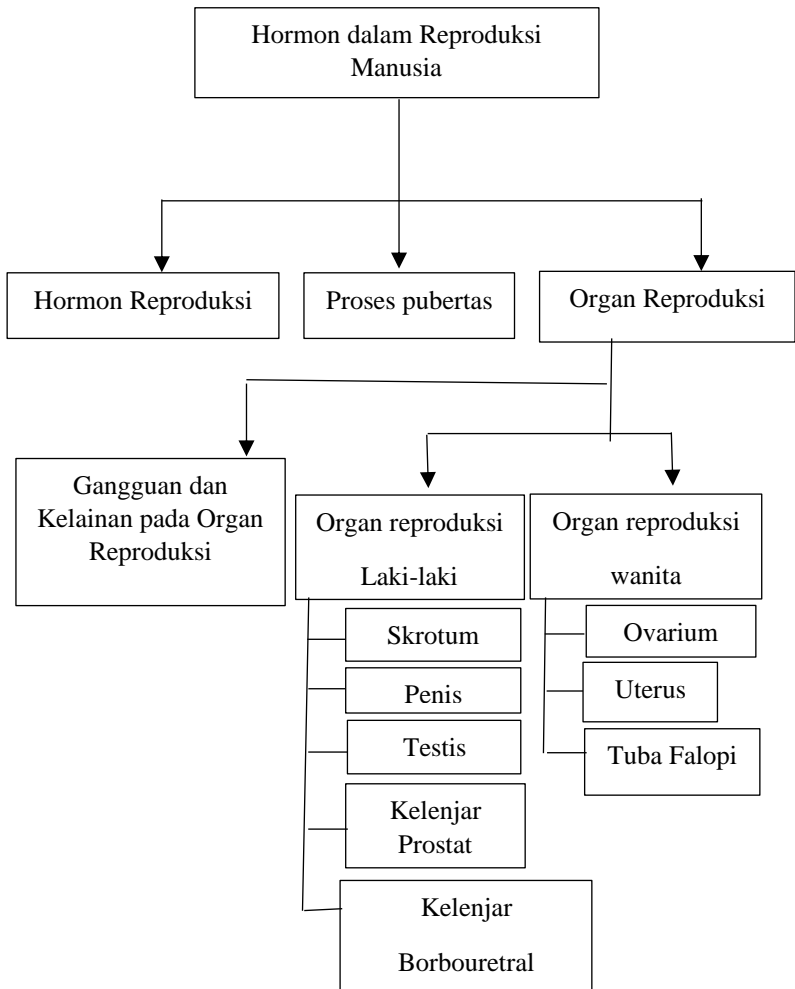 Hormon dalam Reproduksi
Manusia
Hormon Reproduksi
Proses pubertas
Organ Reproduksi
Gangguan dan
Kelainan pada Organ
Reproduksi
Organ reproduksi
Laki-laki
Organ reproduksi
wanita
Skrotum
Penis
Testis
Kelenjar
Prostat
Kelenjar
Borbouretral
Ovarium
Uterus
Tuba Falopi